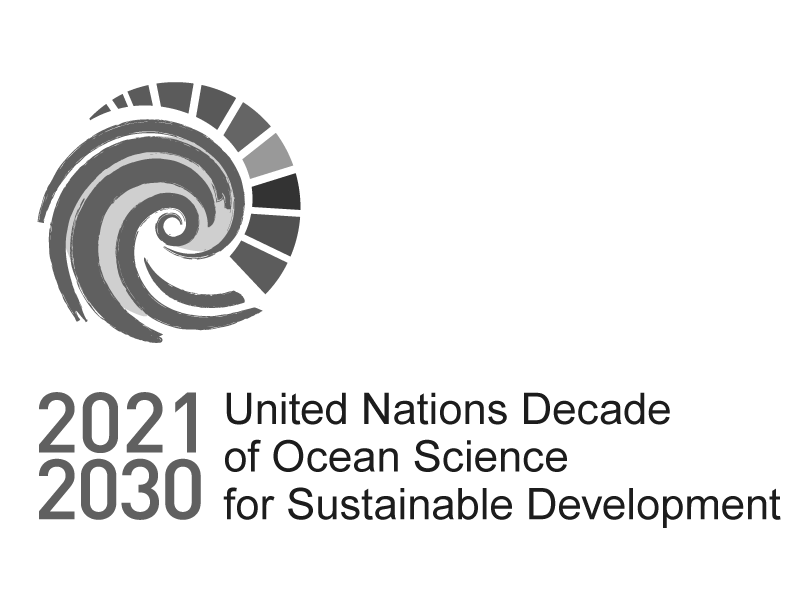 2021
2030
United Nations Decade
of Ocean Science
for Sustainable Development